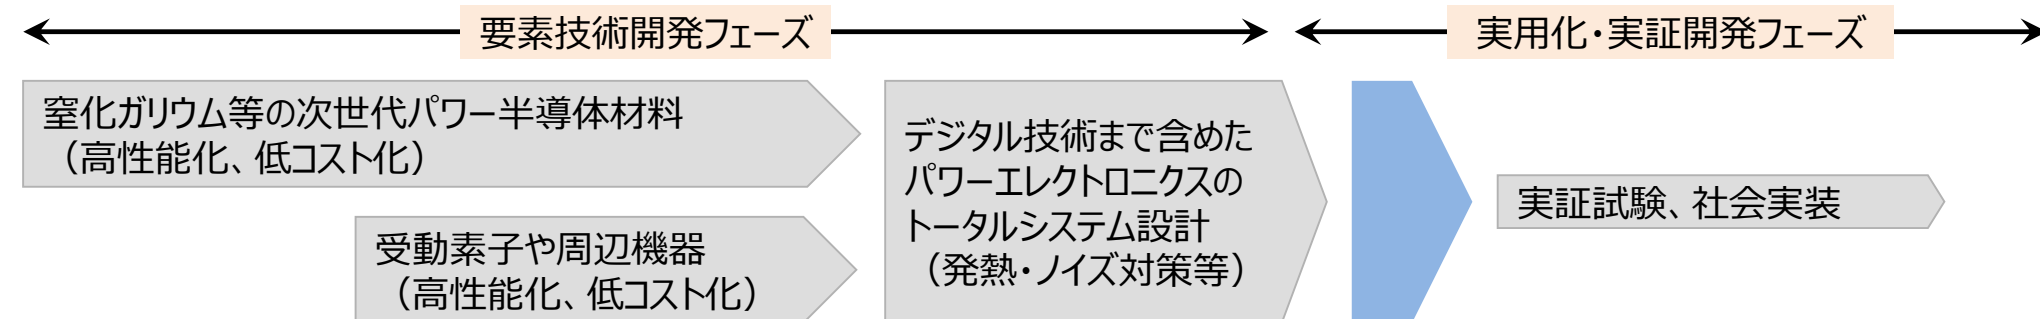 要素技術開発フェーズ
実用化・実証開発フェーズ
窒化ガリウム等の次世代パワー半導体材料
（高性能化、低コスト化）
受動素子や周辺機器
（高性能化、低コスト化）
デジタル技術まで含めた
パワーエレクトロニクスの
トータルシステム設計
（発熱・ノイズ対策等）
実証試験、社会実装